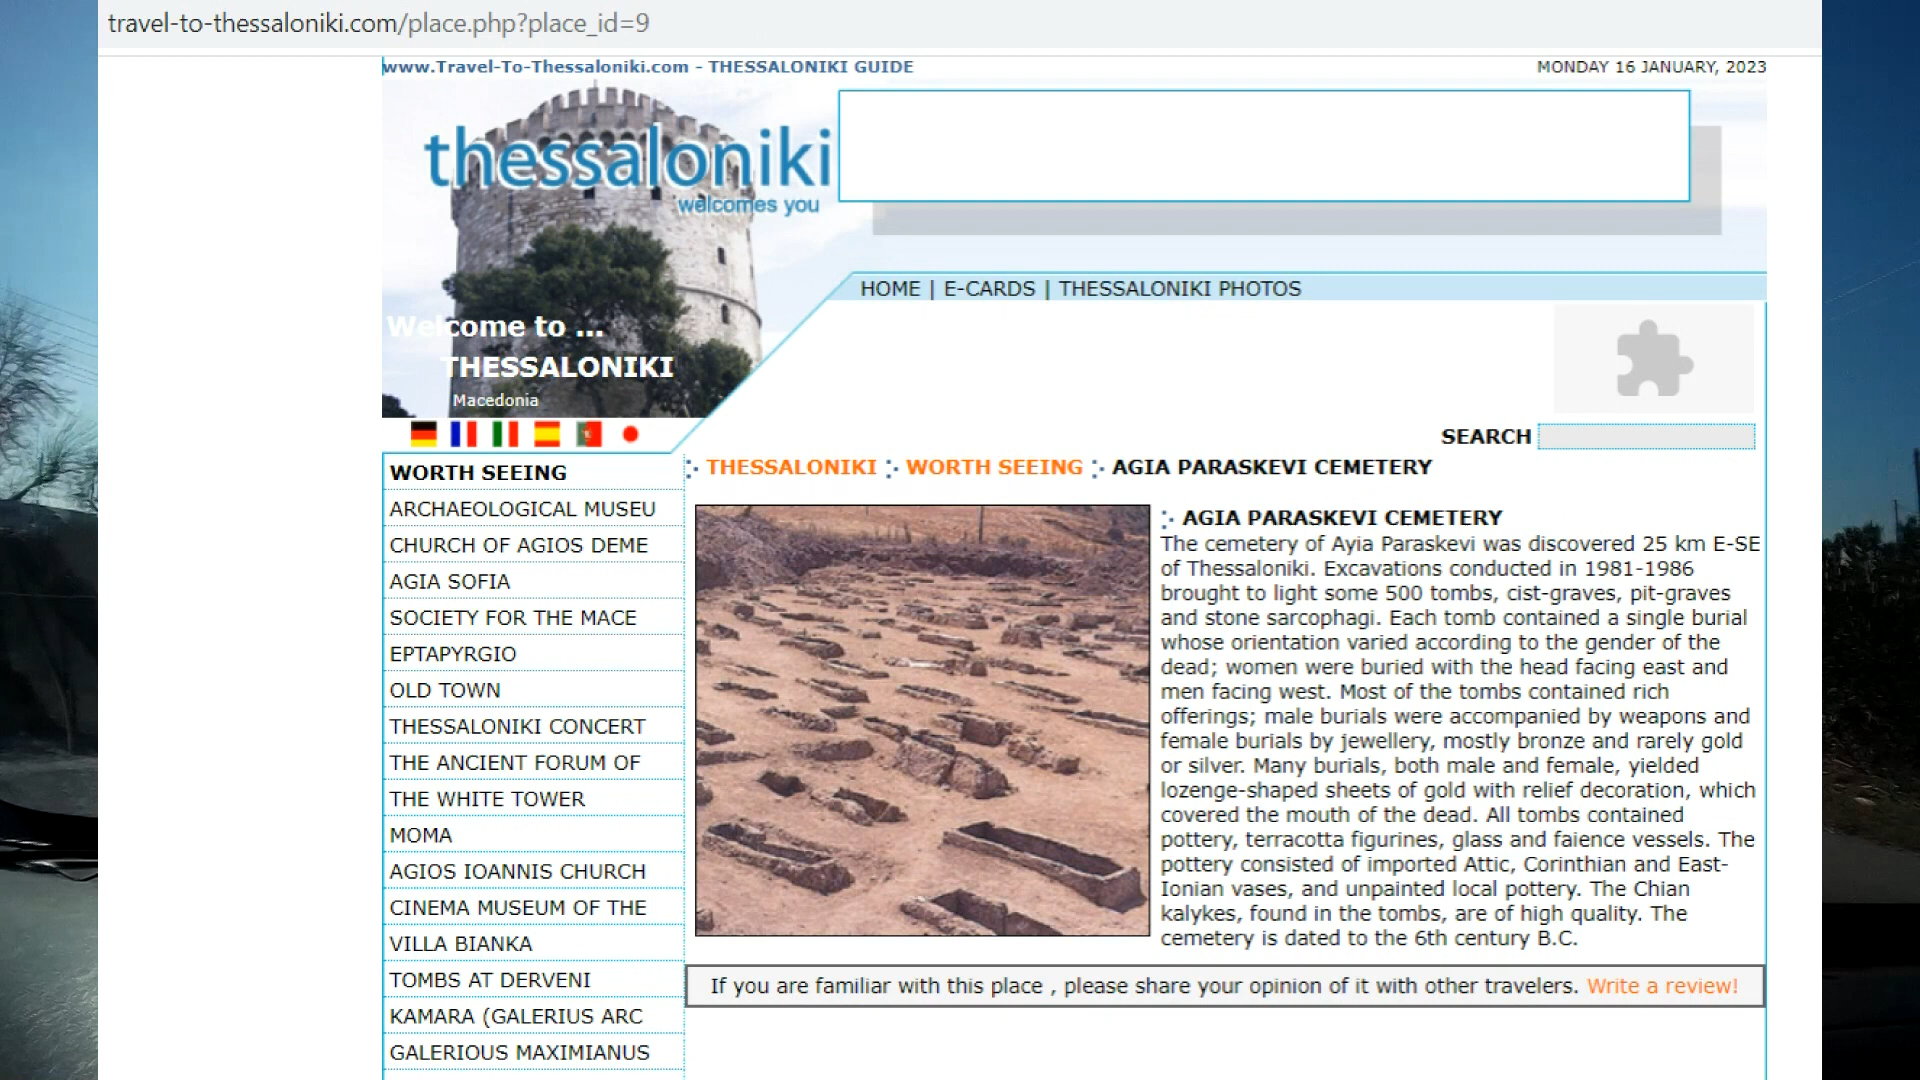 travel-to-thessaloniki.com/place.php?place_id=9
www.Travel-To-Thessaloniki.com - THESSALONIKI GUIDE
MONDAY 16 JANUARY, 2023
thessaloniki
welcomes you
HOME | E-CARDS | THESSALONIKI PHOTOS
Welcome to ...
THESSALONIKI
Macedonia
SEARCH
WORTH SEEING
ARCHAEOLOGICAL MUSEU
CHURCH OF AGIOS DEME
AGIA SOFIA
SOCIETY FOR THE MACE
EPTAPYRGIO
OLD TOWN
THESSALONIKI CONCERT
THE ANCIENT FORUM OF
THE WHITE TOWER
MOMA
AGIOS IOANNIS CHURCH
CINEMA MUSEUM OF THE
VILLA BIANKA
TOMBS AT DERVENI
KAMARA (GALERIUS ARC
GALERIOUS MAXIMIANUS
THESSALONIKI WORTH SEEING AGIA PARASKEVI CEMETERY
AGIA PARASKEVI CEMETERY
The cemetery of Ayia Paraskevi was discovered 25 km E-SE
of Thessaloniki. Excavations conducted in 1981-1986
brought to light some 500 tombs, cist-graves, pit-graves
and stone sarcophagi. Each tomb contained a single burial
whose orientation varied according to the gender of the
dead; women were buried with the head facing east and
men facing west. Most of the tombs contained rich
offerings; male burials were accompanied by weapons and
female burials by jewellery, mostly bronze and rarely gold
or silver. Many burials, both male and female, yielded
lozenge-shaped sheets of gold with relief decoration, which
covered the mouth of the dead. All tombs contained
pottery, terracotta figurines, glass and faience vessels. The
pottery consisted of imported Attic, Corinthian and East-
Ionian vases, and unpainted local pottery. The Chian
kalykes, found in the tombs, are of high quality. The
cemetery is dated to the 6th century B.C.
If you are familiar with this place , please share your opinion of it with other travelers. Write a review!